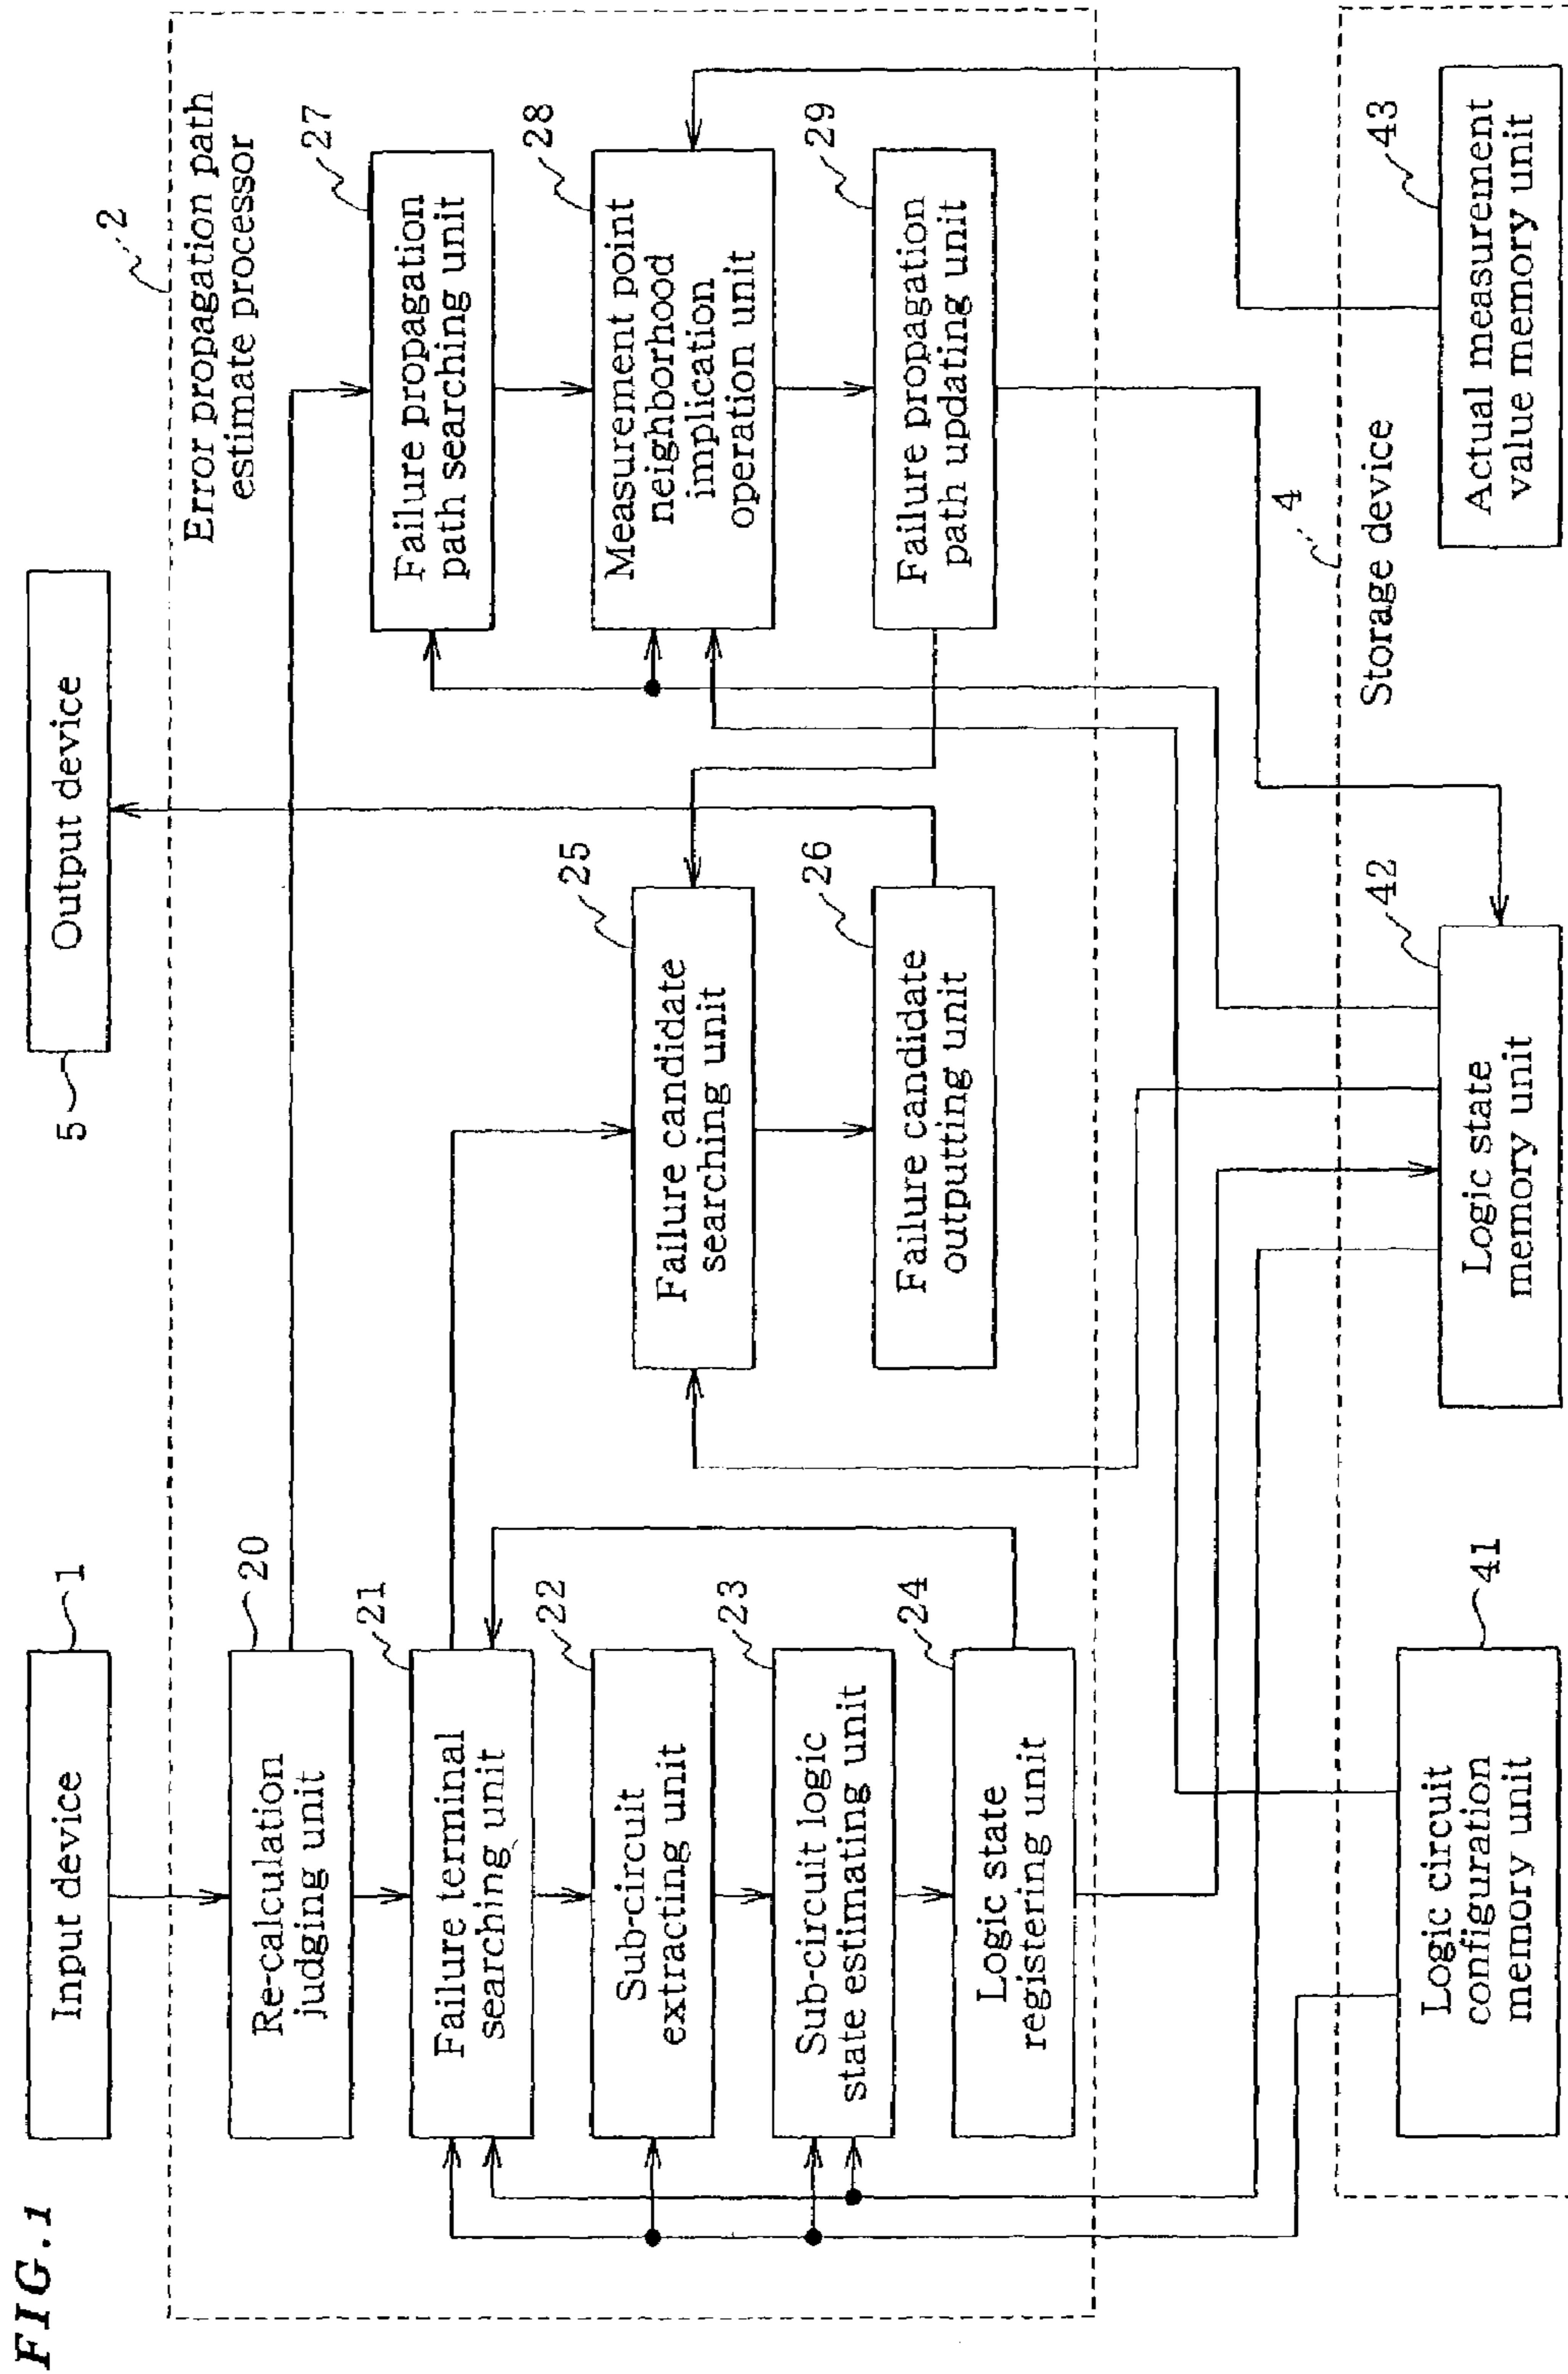 FIG.1
Input device
1
Output device
5
2
Error propagation path
estimate processor
Re-calculation
judging unit
20
Failure terminal
searching unit
21
Sub-circuit
extracting unit
22
Sub-circuit logic
state estimating unit
23
Logic state
registering unit
24
Failure candidate
searching unit
25
Failure candidate
outputting unit
26
Failure propagation
path searching unit
27
Measurement point
neighborhood
implication
operation unit
28
Failure propagation
path updating unit
29
4
Storage device
Logic circuit
configuration
memory unit
41
Logic state
memory unit
42
Actual measurement
value memory unit
43